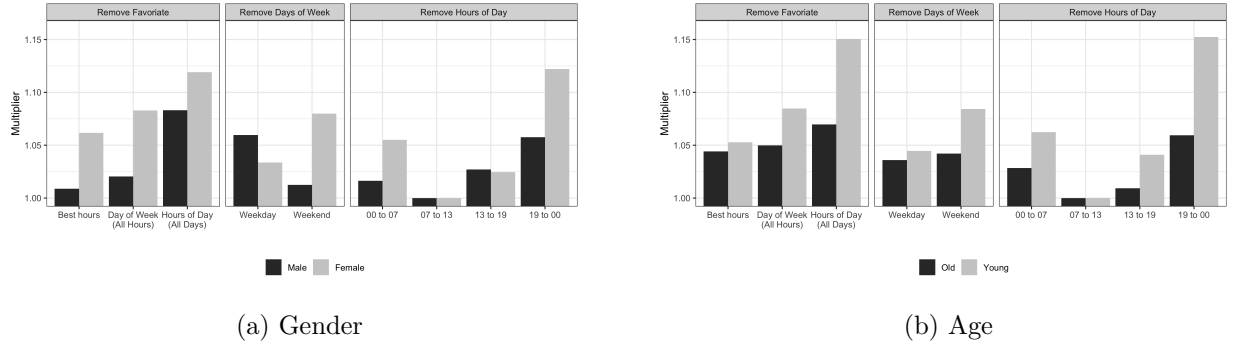 Remove Favoriate
Remove Days of Week
Remove Hours of Day
Multiplier
1.15
1.10
1.05
1.00
Best hours
Day of Week
(All Hours)
Hours of Day
(All Days)
Weekday
Weekend
00 to 07
07 to 13
13 to 19
19 to 00
Male
Female
(a) Gender
Remove Favoriate
Remove Days of Week
Remove Hours of Day
Multiplier
1.15
1.10
1.05
1.00
Best hours
Day of Week
(All Hours)
Hours of Day
(All Days)
Weekday
Weekend
00 to 07
07 to 13
13 to 19
19 to 00
Old
Young
(b) Age